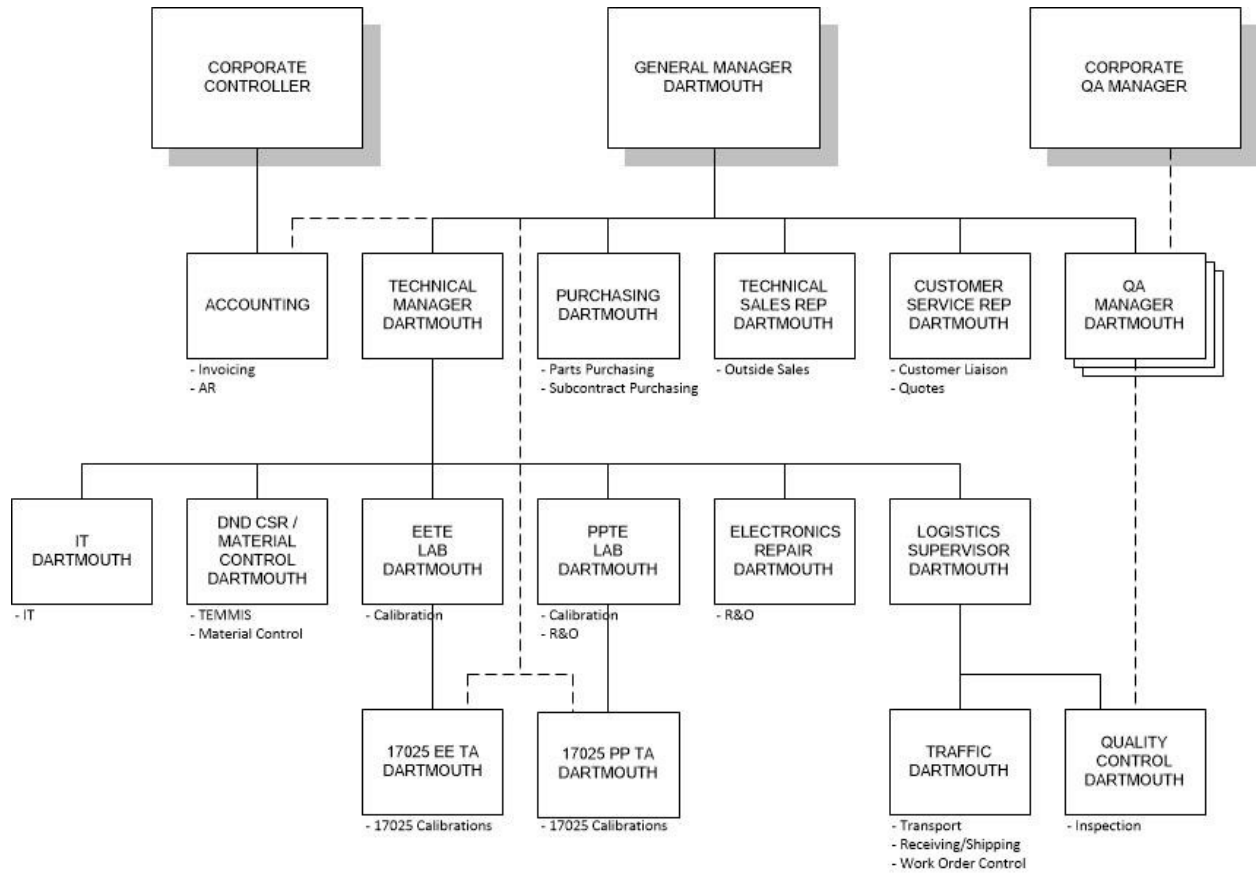 CORPORATE
CONTROLLER
GENERAL MANAGER
DARTMOUTH
CORPORATE
QA MANAGER
ACCOUNTING
- Invoicing
- AR
TECHNICAL
MANAGER
DARTMOUTH
PURCHASING
DARTMOUTH
- Parts Purchasing
- Subcontract Purchasing
TECHNICAL
SALES REP
DARTMOUTH
- Outside Sales
CUSTOMER
SERVICE REP
DARTMOUTH
- Customer Liaison
- Quotes
QA
MANAGER
DARTMOUTH
IT
DARTMOUTH
- IT
DND CSR /
MATERIAL
CONTROL
DARTMOUTH
- TEMMIS
- Material Control
EETE
LAB
DARTMOUTH
- Calibration
PPTE
LAB
DARTMOUTH
- Calibration
- R&O
ELECTRONICS
REPAIR
DARTMOUTH
- R&O
LOGISTICS
SUPERVISOR
DARTMOUTH
17025 EE TA
DARTMOUTH
- 17025 Calibrations
17025 PP TA
DARTMOUTH
- 17025 Calibrations
TRAFFIC
DARTMOUTH
- Transport
- Receiving/Shipping
- Work Order Control
QUALITY
CONTROL
DARTMOUTH
- Inspection